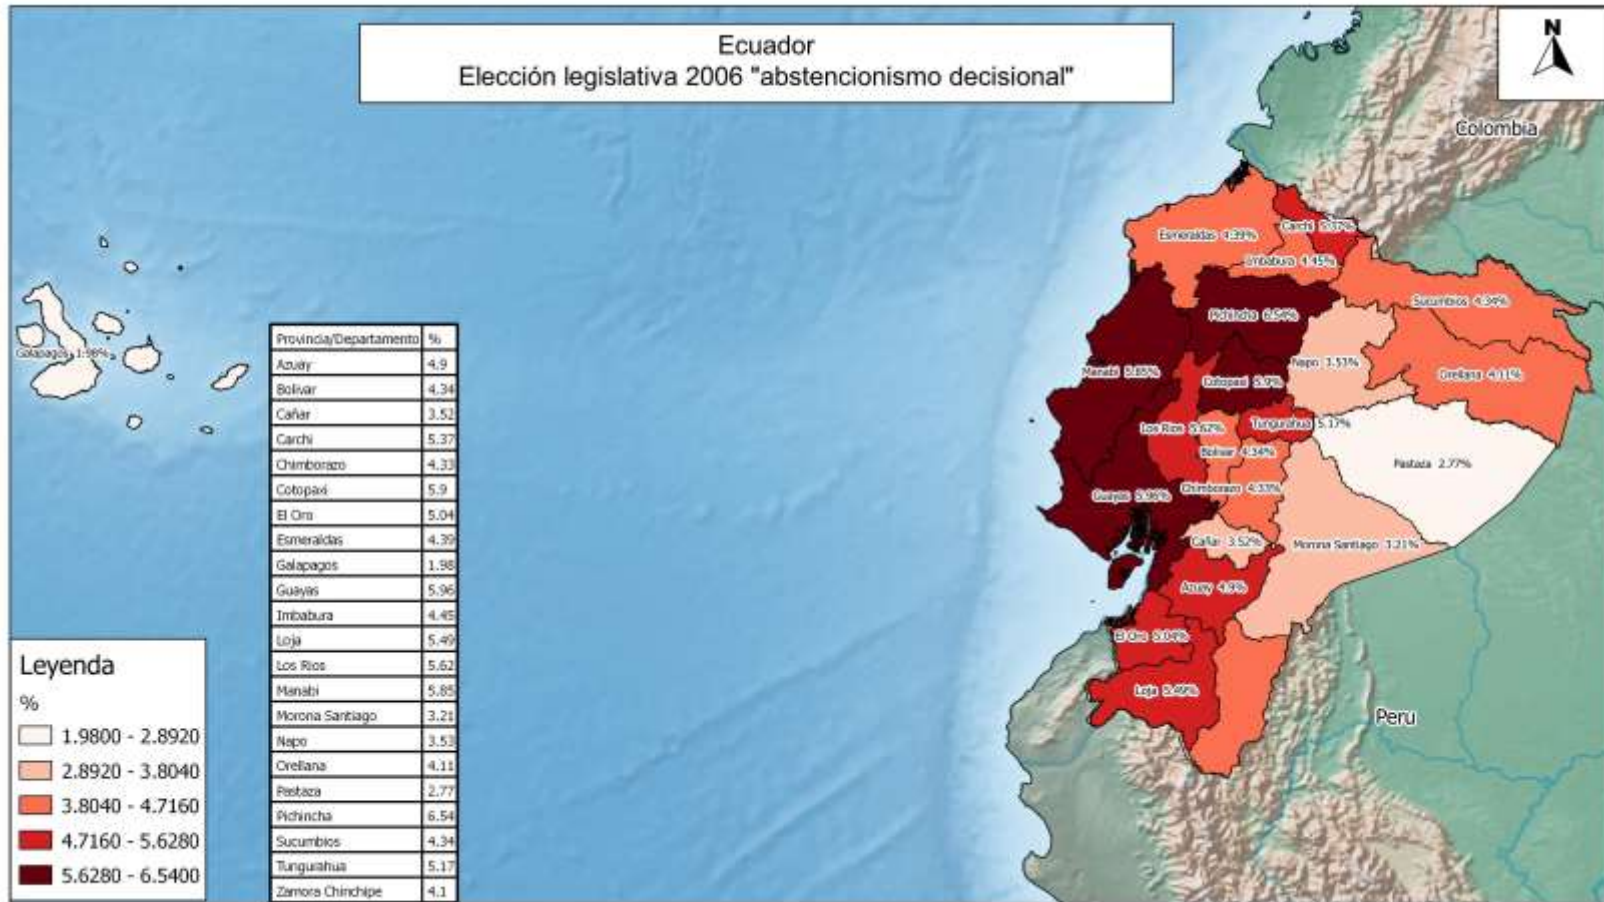 Ecuador
Elección legislativa 2006 "abstencionismo decisional"
N
Colombia
Esmeraldas 4.39%
Carchi 5.37%
Imbabura 4.45%
Sucumbios 4.34%
Pichincha 6.54%
Galapagos 1.98%
Manabi 5.85%
Cotopaxi 5.9%
Napo 3.53%
Orellana 4.11%
Los Rios 5.62%
Tungurahua 5.17%
Bolivar 4.34%
Pastaza 2.77%
Guayas 5.96%
Chimborazo 4.33%
Cañar 3.52%
Morona Santiago 3.21%
Azuay 4.9%
El Oro 5.04%
Loja 5.49%
Peru
Provincia/Departamento %
Azuay 4.9
Bolivar 4.34
Cañar 3.52
Carchi 5.37
Chimborazo 4.33
Cotopaxi 5.9
El Oro 5.04
Esmeraldas 4.39
Galapagos 1.98
Guayas 5.96
Imbabura 4.45
Loja 5.49
Los Rios 5.62
Manabi 5.85
Morona Santiago 3.21
Napo 3.53
Orellana 4.11
Pastaza 2.77
Pichincha 6.54
Sucumbios 4.34
Tungurahua 5.17
Zamora Chinchipe 4.1
Leyenda
%
1.9800 - 2.8920
2.8920 - 3.8040
3.8040 - 4.7160
4.7160 - 5.6280
5.6280 - 6.5400